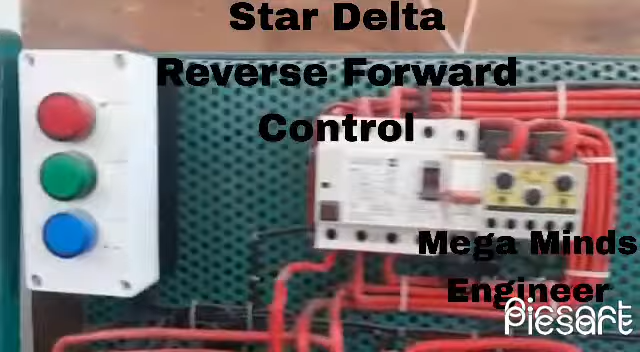 Star Delta
Reverse Forward
Control
Mega Minds
Engineer
Picsart